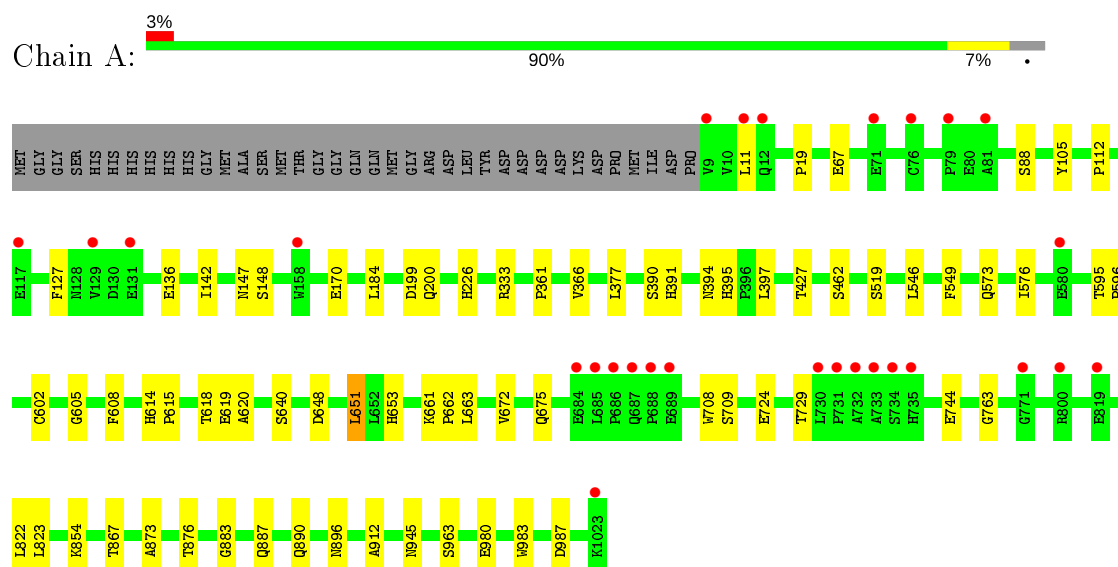 3%
Chain A:
90% 7% •
MET GLY GLY SER HIS HIS HIS HIS HIS HIS GLY MET ALA SER MET THR GLY GLY GLN GLN MET GLY ARG ASP LEU TYR ASP ASP ASP ASP LYS ASP PRO MET ILE ASP PRO V9 V10 L11 Q12 P19 E67 E71 C76 P79 E80 A81 S88 Y105 P112
E117 F127 N128 V129 D130 E131 E136 I142 N147 S148 W158 E170 L184 D199 Q200 H226 R333 P361 V366 L377 S390 H391 N394 H395 P396 L397 T427 S462 S519 L546 F549 Q573 I576 E580 T595
C602 G605 F608 H614 P615 T618 E619 A620 S640 D648 L651 L652 H653 K661 P662 L663 V672 Q675 E684 L685 P686 Q687 P688 E689 W708 S709 E724 T729 L730 P731 A732 A733 S734 H735 E744 G763 G771 R800 E819
L822 L823 K854 T867 A873 T876 G883 Q887 Q890 N896 A912 N945 S963 E980 W983 D987 K1023